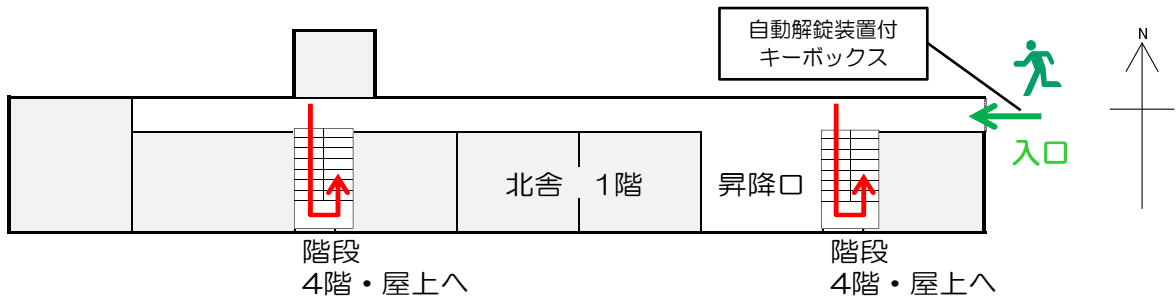 自動解錠装置付
キーボックス
N
入口
北舎 1階
昇降口
階段
4階・屋上へ
階段
4階・屋上へ